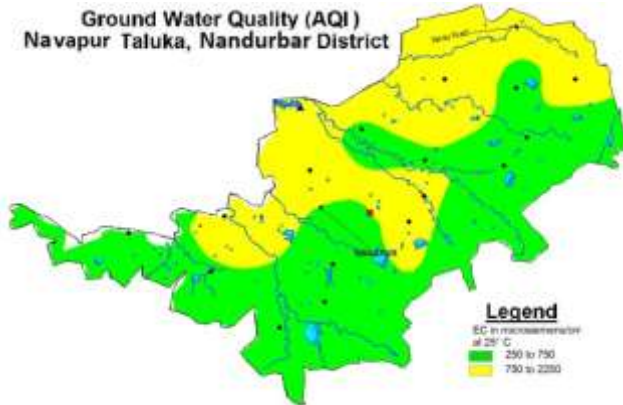 Ground Water Quality (AQI)
Navapur Taluka, Nandurbar District
Legend
EC in microsiemens/cm
at 25° C
250 to 750
750 to 2250